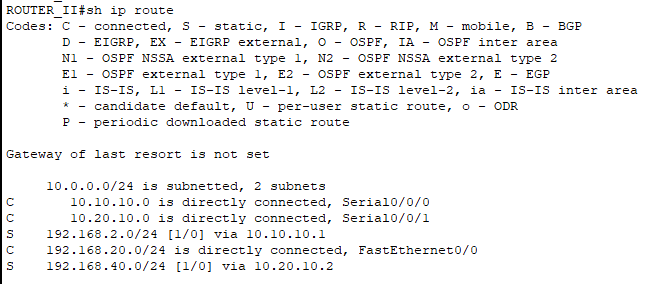 ROUTER_II#sh ip route
Codes: C - connected, S - static, I - IGRP, R - RIP, M - mobile, B - BGP
       D - EIGRP, EX - EIGRP external, O - OSPF, IA - OSPF inter area
       N1 - OSPF NSSA external type 1, N2 - OSPF NSSA external type 2
       E1 - OSPF external type 1, E2 - OSPF external type 2, E - EGP
       i - IS-IS, L1 - IS-IS level-1, L2 - IS-IS level-2, ia - IS-IS inter area
       * - candidate default, U - per-user static route, o - ODR
       P - periodic downloaded static route

Gateway of last resort is not set

     10.0.0.0/24 is subnetted, 2 subnets
C       10.10.10.0 is directly connected, Serial0/0/0
C       10.20.10.0 is directly connected, Serial0/0/1
S    192.168.2.0/24 [1/0] via 10.10.10.1
C    192.168.20.0/24 is directly connected, FastEthernet0/0
S    192.168.40.0/24 [1/0] via 10.20.10.2